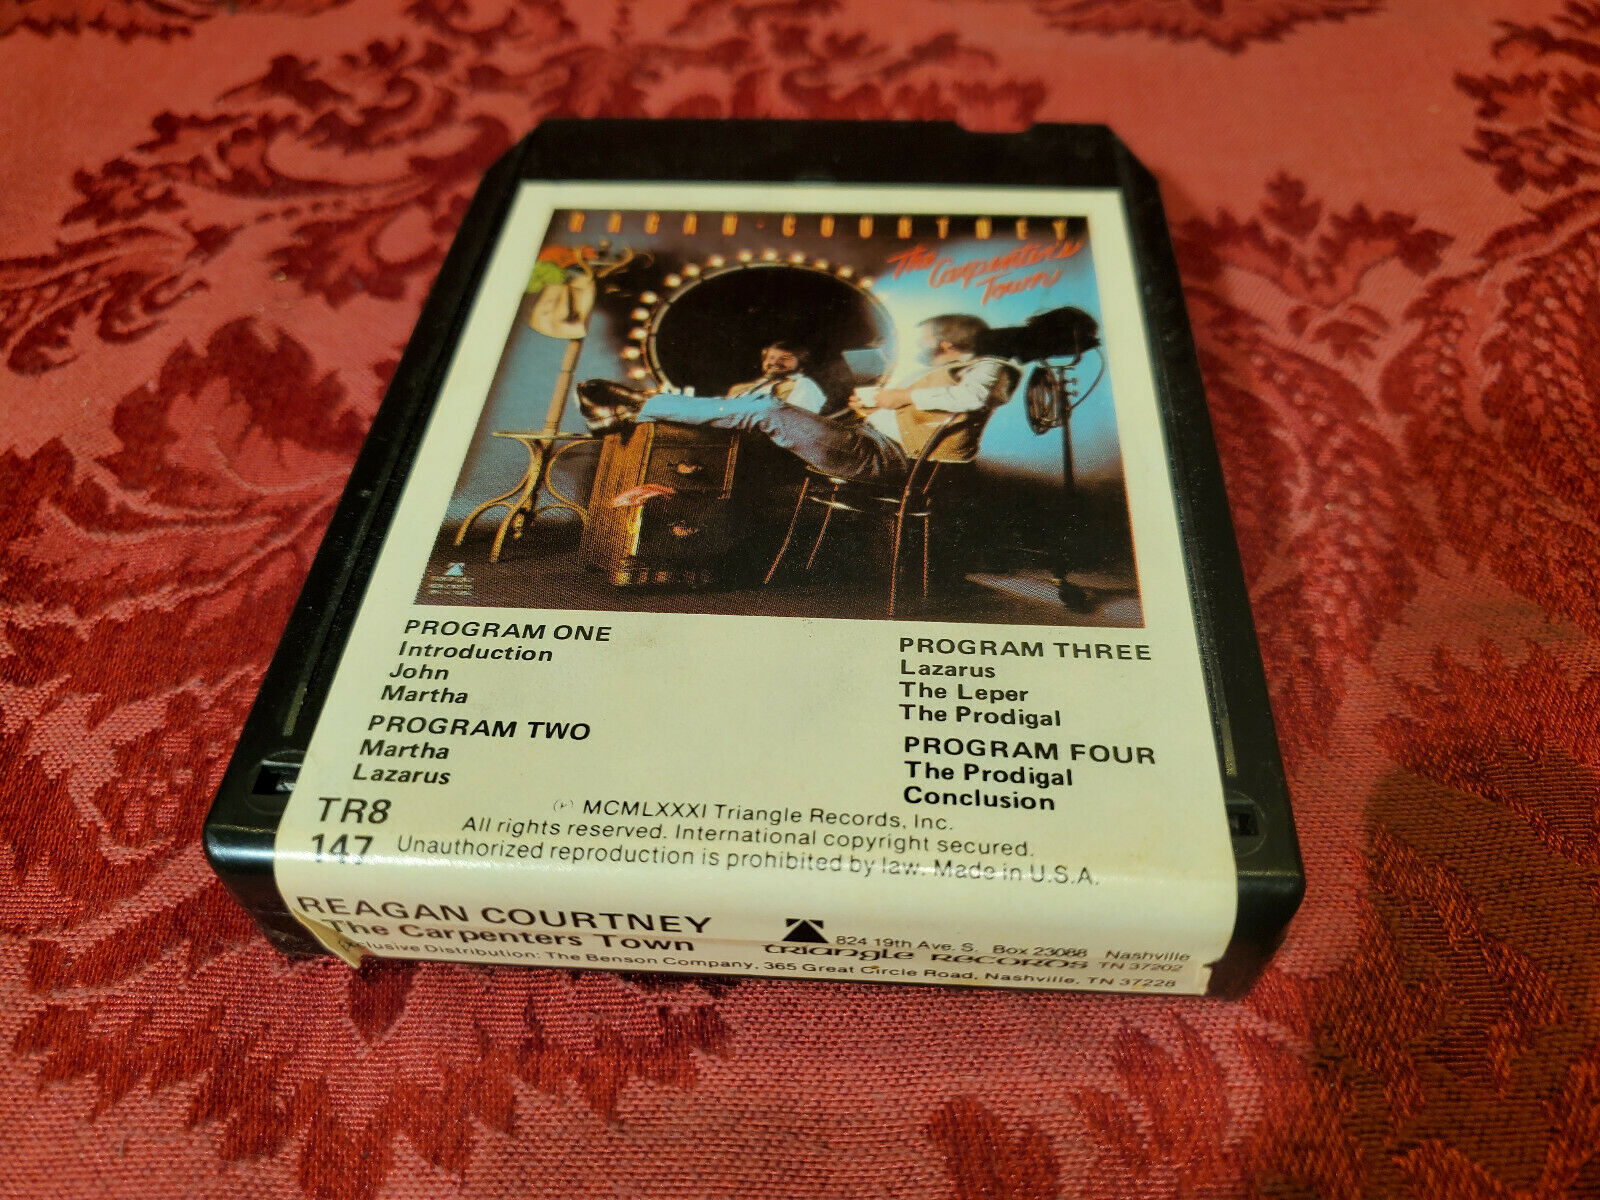 RAGAN · COURTNEY
The Carpenter's
Town
PROGRAM ONE
Introduction
John
Martha
PROGRAM TWO
Martha
Lazarus
PROGRAM THREE
Lazarus
The Leper
The Prodigal
PROGRAM FOUR
The Prodigal
Conclusion
TR8
147
℗ MCMLXXXI Triangle Records, Inc.
All rights reserved. International copyright secured.
Unauthorized reproduction is prohibited by law. Made in U.S.A.
REAGAN COURTNEY
The Carpenters Town
824 19th Ave. S. Box 23088 Nashville
triangle records TN 37202
Exclusive Distribution: The Benson Company, 365 Great Circle Road, Nashville, TN 37228